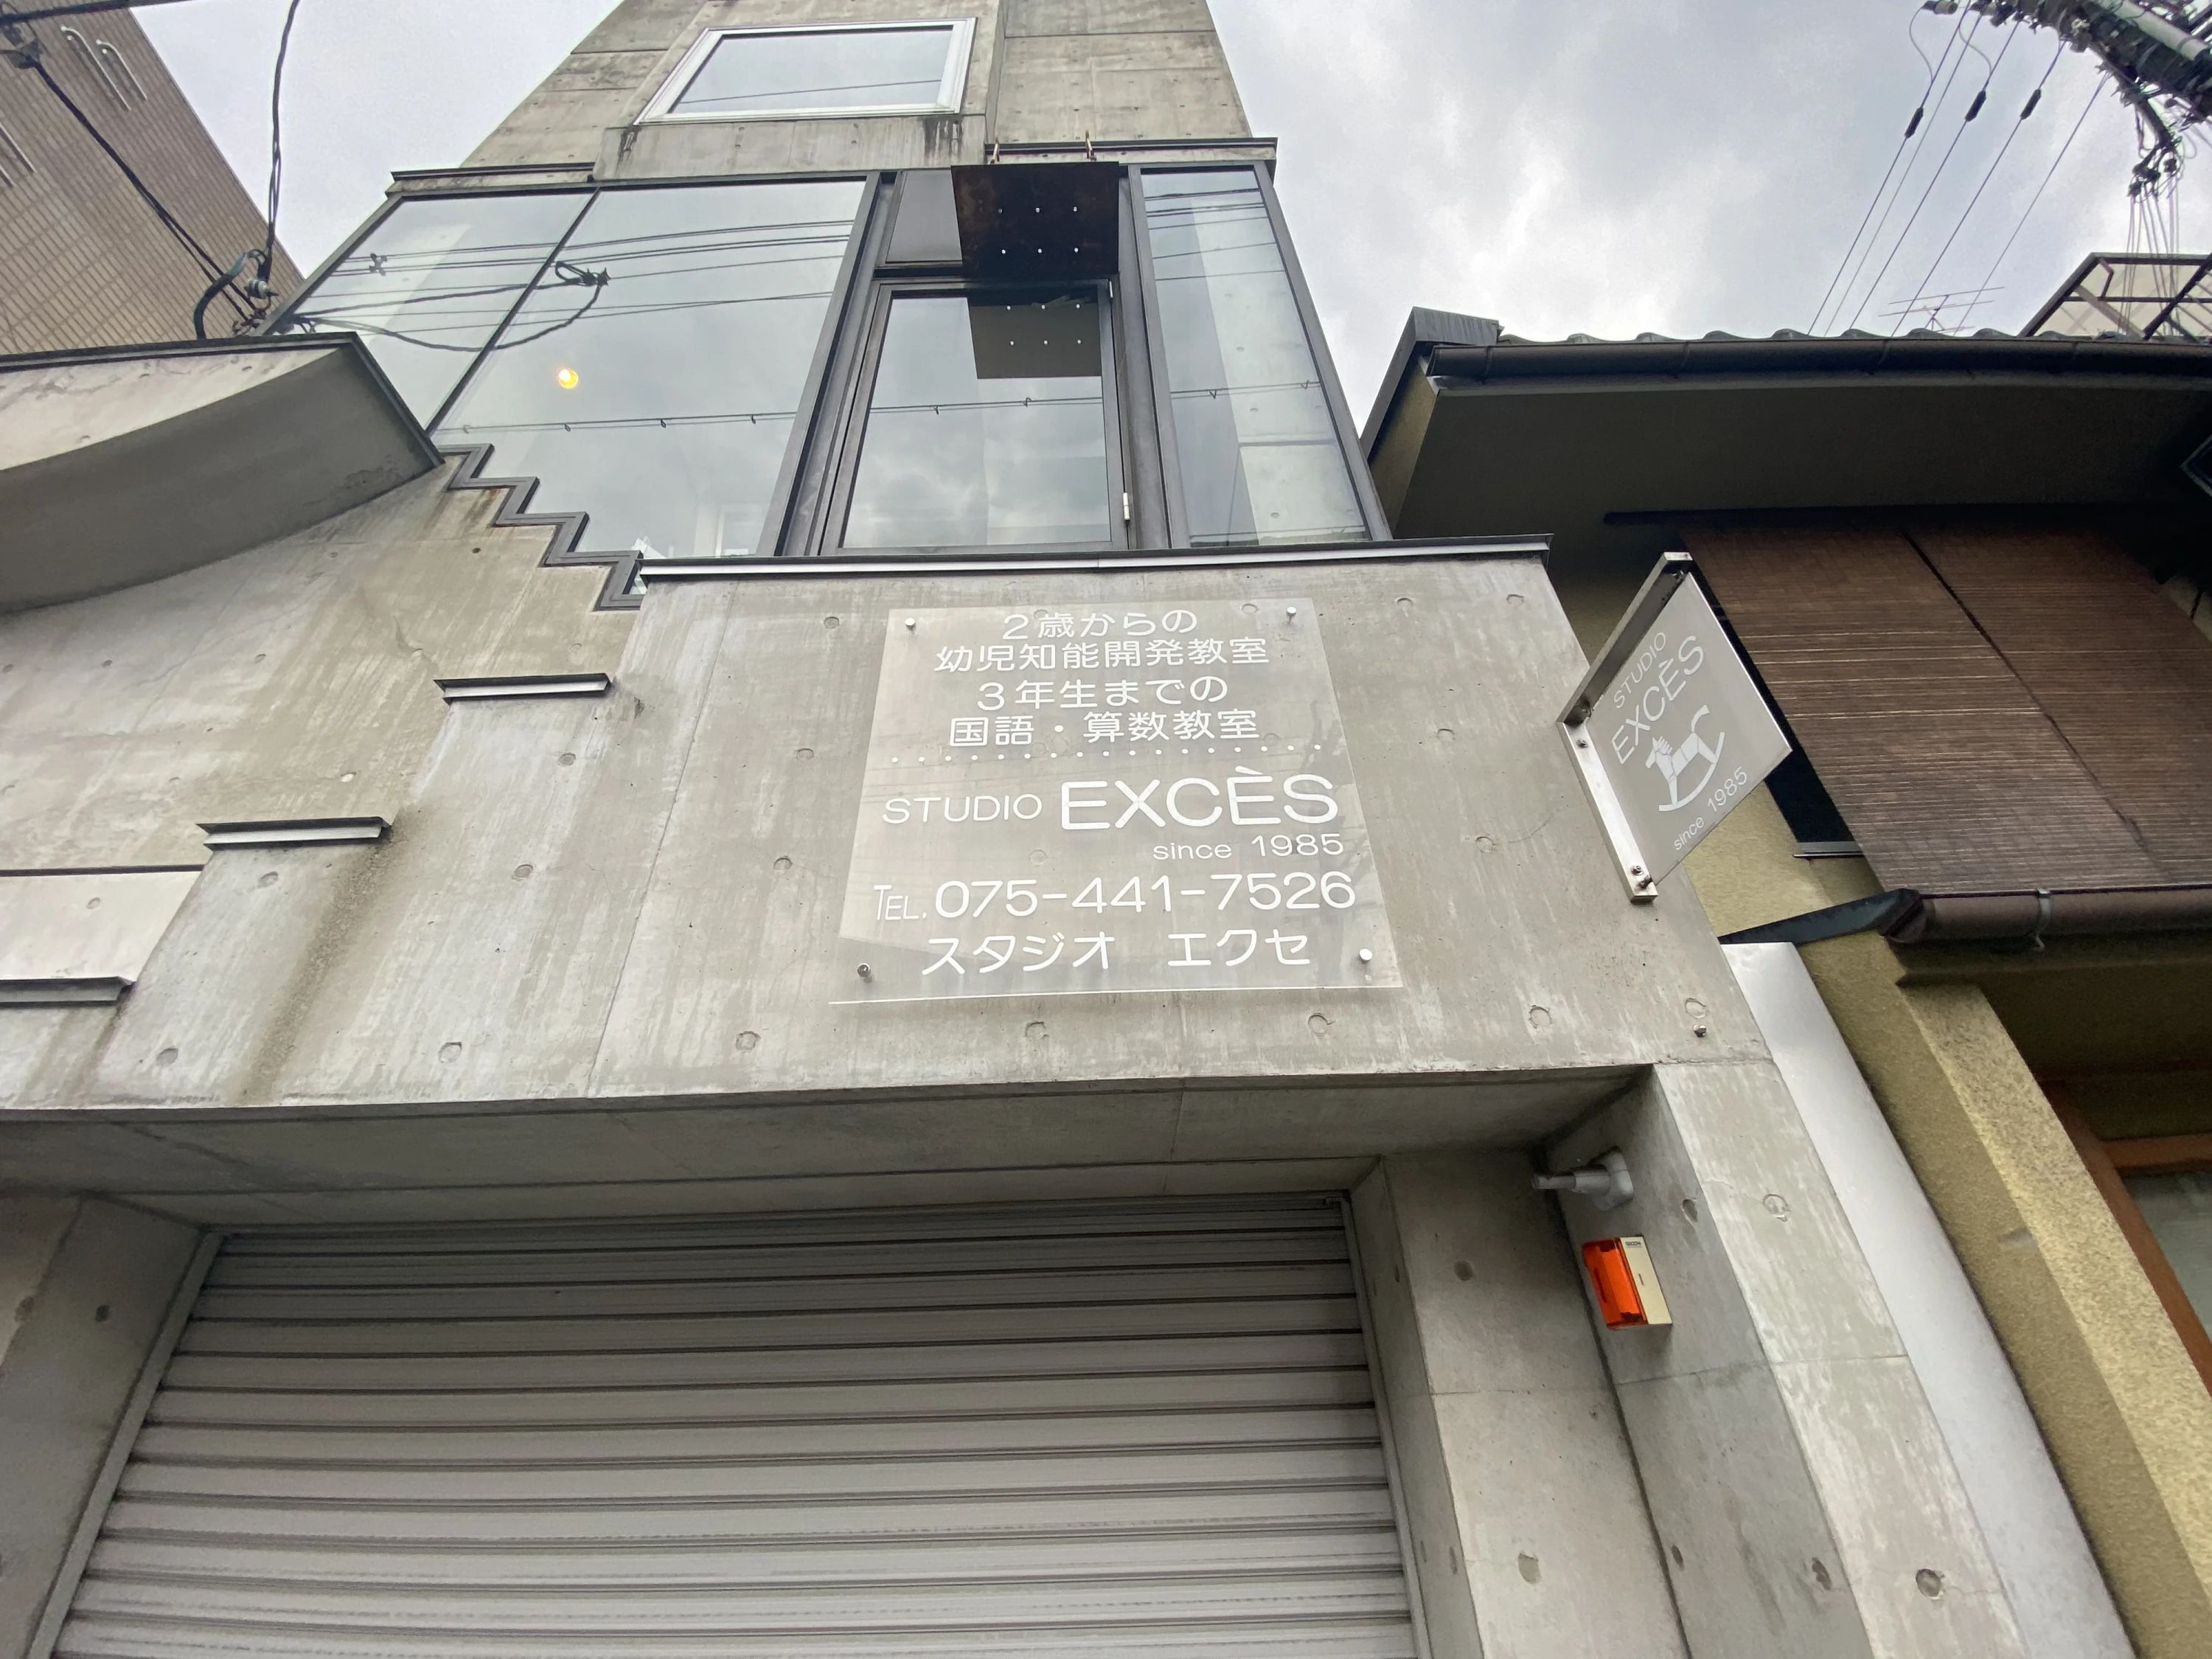 2歳からの
幼児知能開発教室
3年生までの
国語・算数教室
STUDIO EXCÈS
since 1985
TEL.075-441-7526
スタジオ エクセ
STUDIO
EXCÈS
since 1985